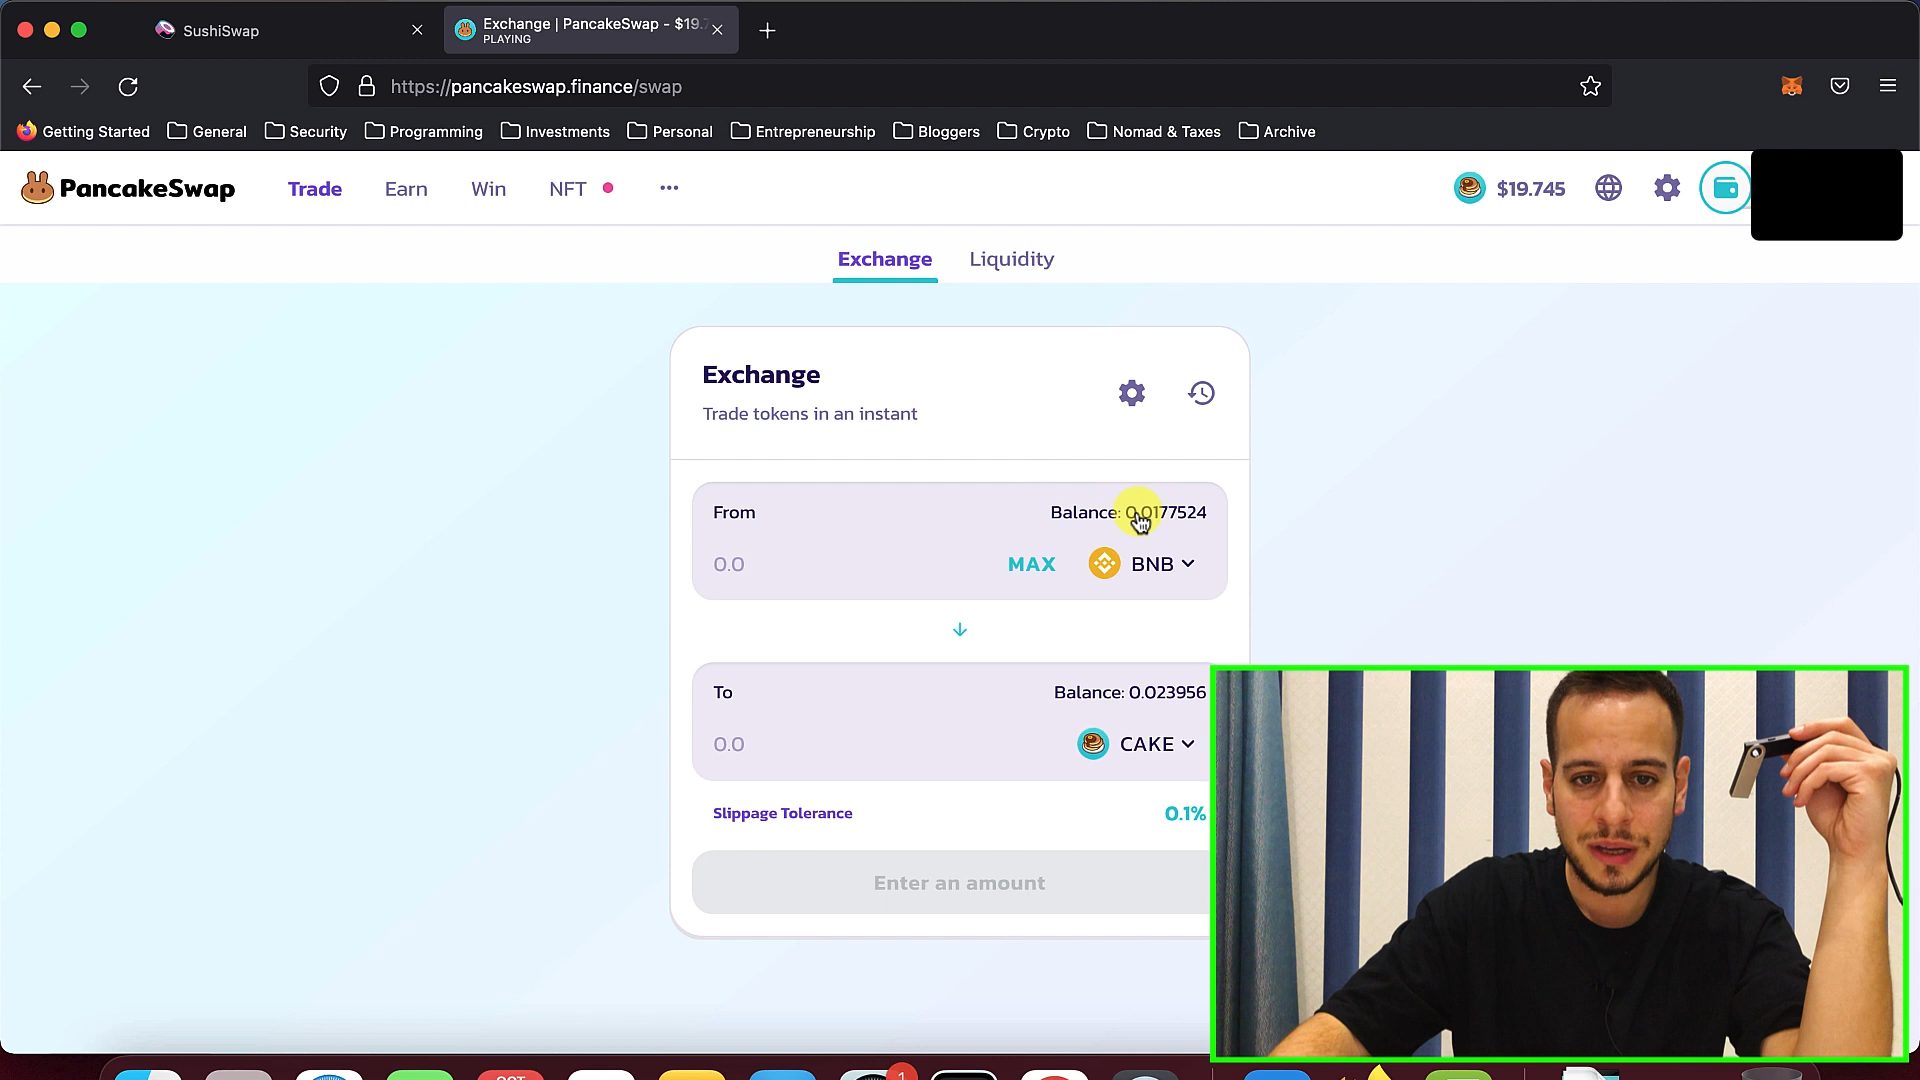 SushiSwap
Exchange | PancakeSwap - $19.7
PLAYING
https://pancakeswap.finance/swap
Getting Started General Security Programming Investments Personal Entrepreneurship Bloggers Crypto Nomad & Taxes Archive
PancakeSwap Trade Earn Win NFT $19.745
Exchange Liquidity
Exchange
Trade tokens in an instant
From Balance: 0.0177524
0.0 MAX BNB
To Balance: 0.023956
0.0 CAKE
Slippage Tolerance 0.1%
Enter an amount
1